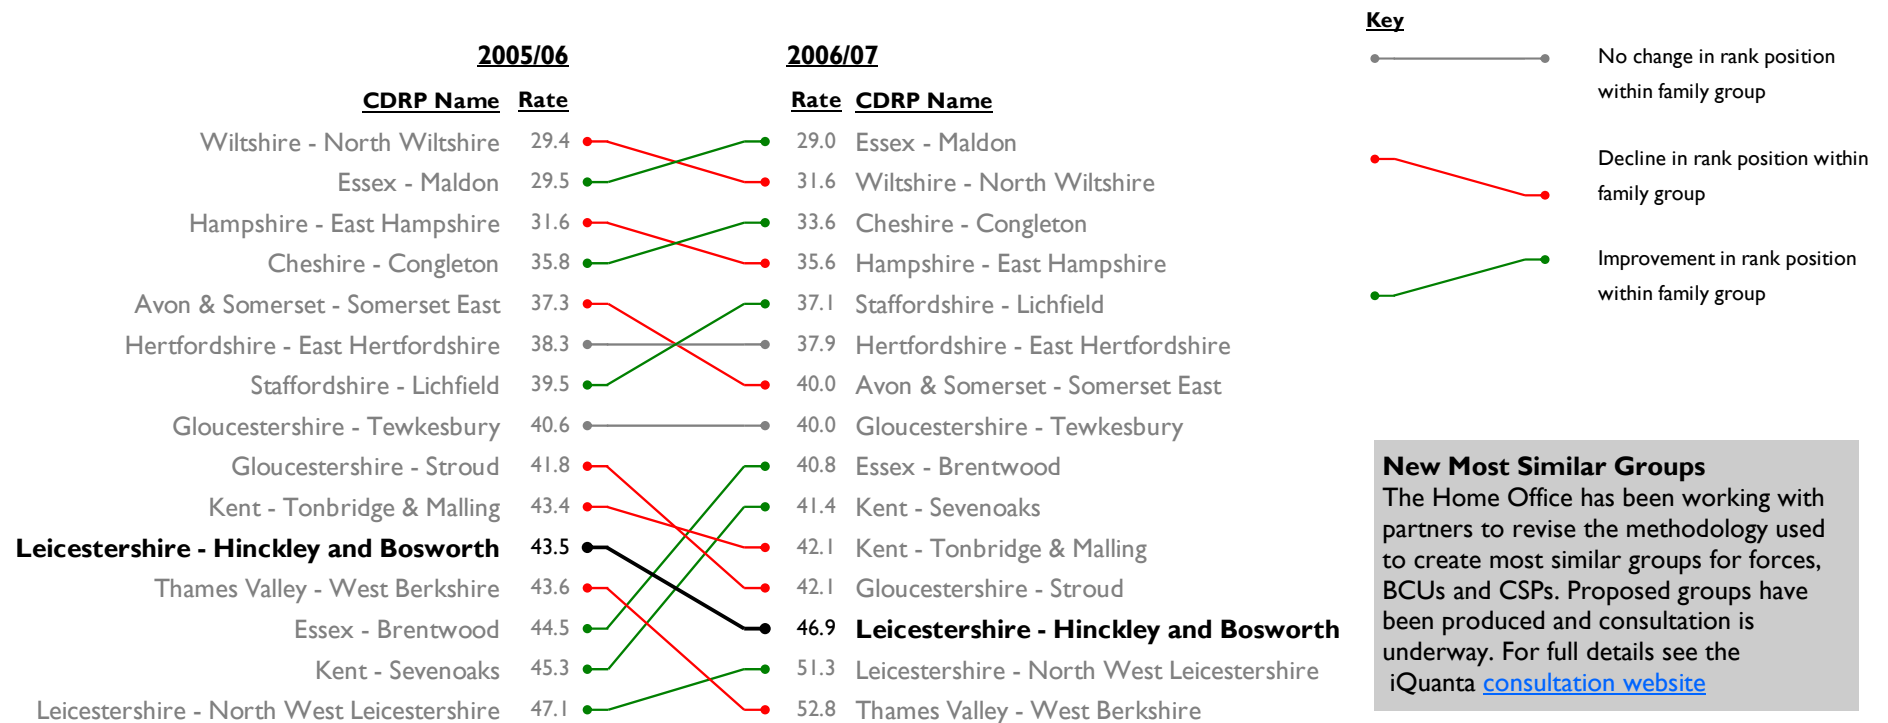 Key
2005/06 2006/07
No change in rank position
within family group
CDRP Name Rate Rate CDRP Name
Wiltshire - North Wiltshire 29.4 29.0 Essex - Maldon
Decline in rank position within
family group
Essex - Maldon 29.5 31.6 Wiltshire - North Wiltshire
Hampshire - East Hampshire 31.6 33.6 Cheshire - Congleton
Improvement in rank position
within family group
Cheshire - Congleton 35.8 35.6 Hampshire - East Hampshire
Avon & Somerset - Somerset East 37.3 37.1 Staffordshire - Lichfield
Hertfordshire - East Hertfordshire 38.3 37.9 Hertfordshire - East Hertfordshire
Staffordshire - Lichfield 39.5 40.0 Avon & Somerset - Somerset East
Gloucestershire - Tewkesbury 40.6 40.0 Gloucestershire - Tewkesbury
Gloucestershire - Stroud 41.8 40.8 Essex - Brentwood
Kent - Tonbridge & Malling 43.4 41.4 Kent - Sevenoaks
Leicestershire - Hinckley and Bosworth 43.5 42.1 Kent - Tonbridge & Malling
Thames Valley - West Berkshire 43.6 42.1 Gloucestershire - Stroud
Essex - Brentwood 44.5 46.9 Leicestershire - Hinckley and Bosworth
Kent - Sevenoaks 45.3 51.3 Leicestershire - North West Leicestershire
Leicestershire - North West Leicestershire 47.1 52.8 Thames Valley - West Berkshire
New Most Similar Groups
The Home Office has been working with
partners to revise the methodology used
to create most similar groups for forces,
BCUs and CSPs. Proposed groups have
been produced and consultation is
underway. For full details see the
iQuanta consultation website